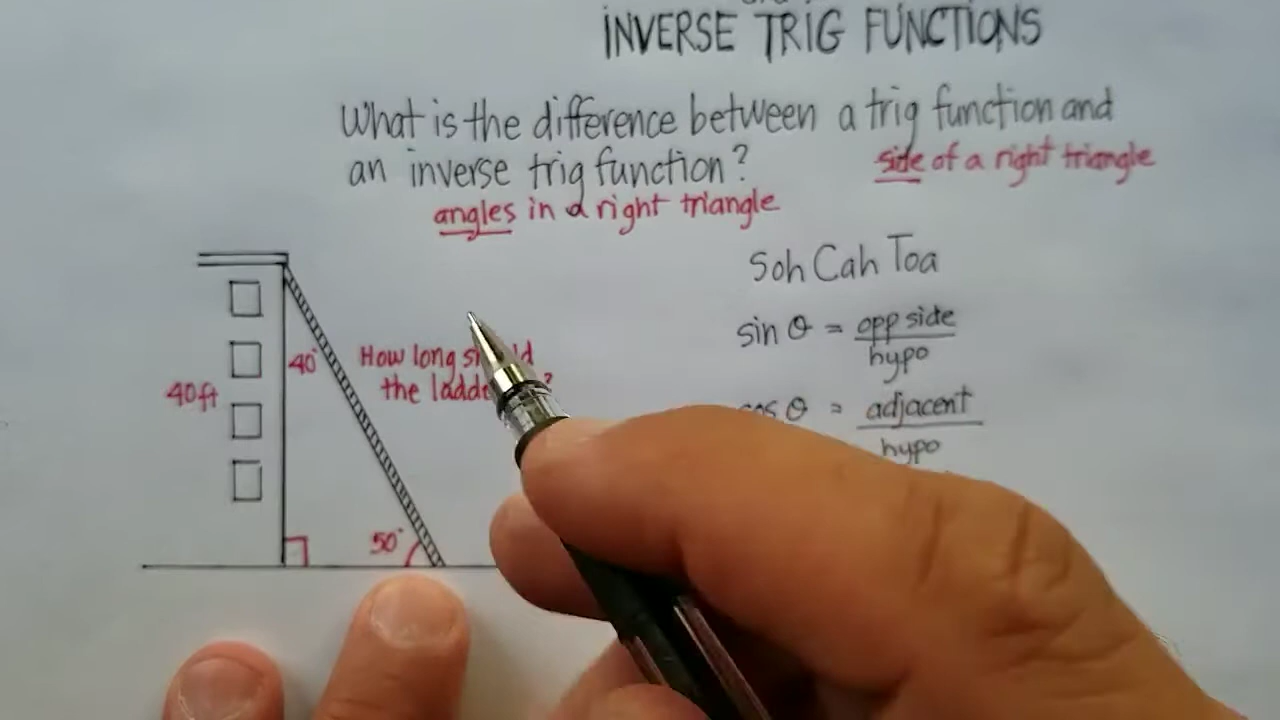 INVERSE TRIG FUNCTIONS
What is the difference between a trig function and
side of a right triangle
an inverse trig function?
angles in a right triangle
Soh Cah Toa
sin θ = opp side
hypo
40°
How long
the
?
40ft
θ = adjacent
hypo
50°